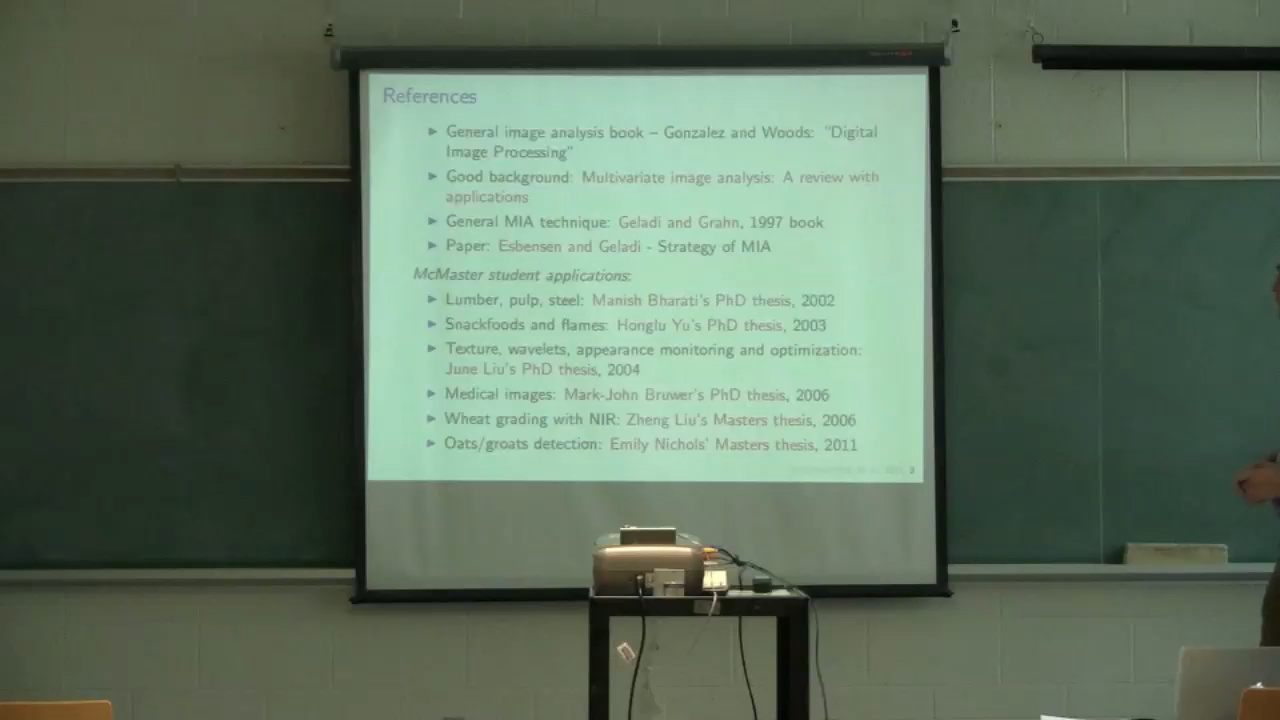 References
► General image analysis book – Gonzalez and Woods: "Digital
Image Processing"
► Good background: Multivariate image analysis: A review with
applications
► General MIA technique: Geladi and Grahn, 1997 book
► Paper: Esbensen and Geladi - Strategy of MIA
McMaster student applications:
► Lumber, pulp, steel: Manish Bharati's PhD thesis, 2002
► Snackfoods and flames: Honglu Yu's PhD thesis, 2003
► Texture, wavelets, appearance monitoring and optimization:
June Liu's PhD thesis, 2004
► Medical images: Mark-John Bruwer's PhD thesis, 2006
► Wheat grading with NIR: Zheng Liu's Masters thesis, 2006
► Oats/groats detection: Emily Nichols' Masters thesis, 2011